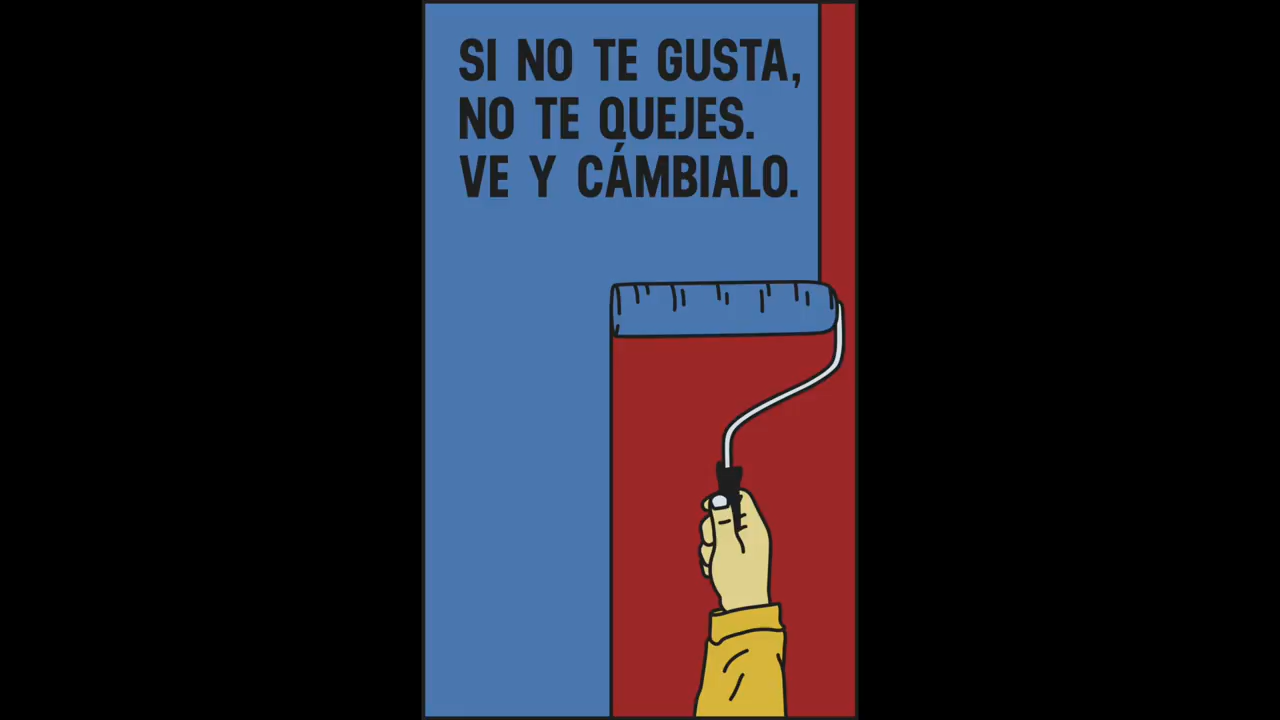 SI NO TE GUSTA,
NO TE QUEJES.
VE Y CÁMBIALO.